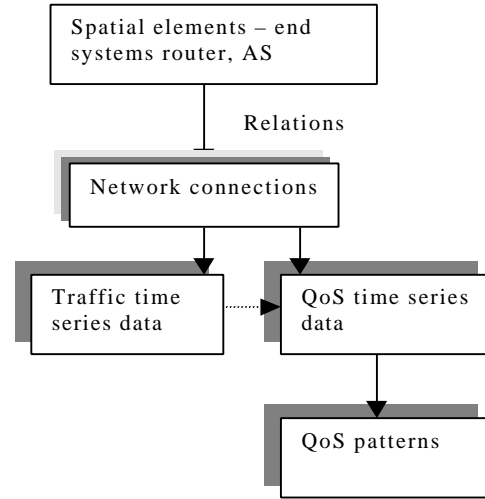 Spatial elements – end
systems router, AS
Relations
Network connections
Traffic time
series data
QoS time series
data
QoS patterns